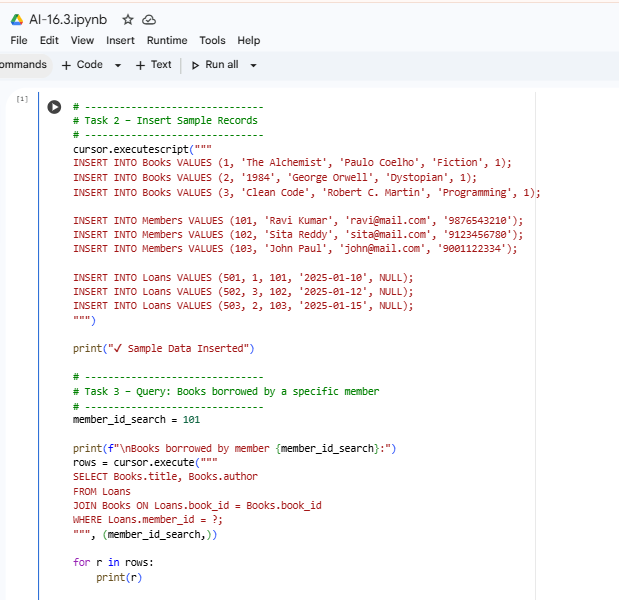 AI-16.3.ipynb
File Edit View Insert Runtime Tools Help
ommands + Code + Text Run all
[1]
# -------------------------------
# Task 2 – Insert Sample Records
# -------------------------------
cursor.executescript("""
INSERT INTO Books VALUES (1, 'The Alchemist', 'Paulo Coelho', 'Fiction', 1);
INSERT INTO Books VALUES (2, '1984', 'George Orwell', 'Dystopian', 1);
INSERT INTO Books VALUES (3, 'Clean Code', 'Robert C. Martin', 'Programming', 1);
INSERT INTO Members VALUES (101, 'Ravi Kumar', 'ravi@mail.com', '9876543210');
INSERT INTO Members VALUES (102, 'Sita Reddy', 'sita@mail.com', '9123456780');
INSERT INTO Members VALUES (103, 'John Paul', 'john@mail.com', '9001122334');
INSERT INTO Loans VALUES (501, 1, 101, '2025-01-10', NULL);
INSERT INTO Loans VALUES (502, 3, 102, '2025-01-12', NULL);
INSERT INTO Loans VALUES (503, 2, 103, '2025-01-15', NULL);
""")
print("✓ Sample Data Inserted")
# -------------------------------
# Task 3 – Query: Books borrowed by a specific member
# -------------------------------
member_id_search = 101
print(f"\nBooks borrowed by member {member_id_search}:")
rows = cursor.execute("""
SELECT Books.title, Books.author
FROM Loans
JOIN Books ON Loans.book_id = Books.book_id
WHERE Loans.member_id = ?;
""", (member_id_search,))
for r in rows:
    print(r)